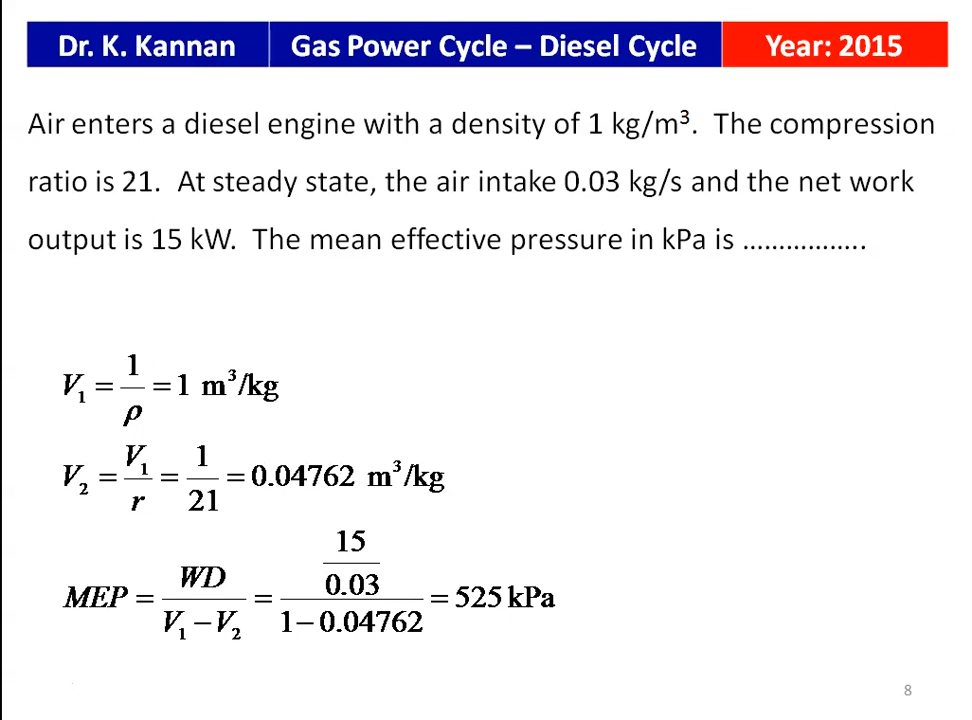 Dr. K. Kannan Gas Power Cycle – Diesel Cycle Year: 2015
Air enters a diesel engine with a density of 1 kg/m³. The compression
ratio is 21. At steady state, the air intake 0.03 kg/s and the net work
output is 15 kW. The mean effective pressure in kPa is ……………..
V₁ = 1/ρ = 1 m³/kg
V₂ = V₁/r = 1/21 = 0.04762 m³/kg
MEP = WD/(V₁ − V₂) = (15/0.03)/(1 − 0.04762) = 525 kPa
8